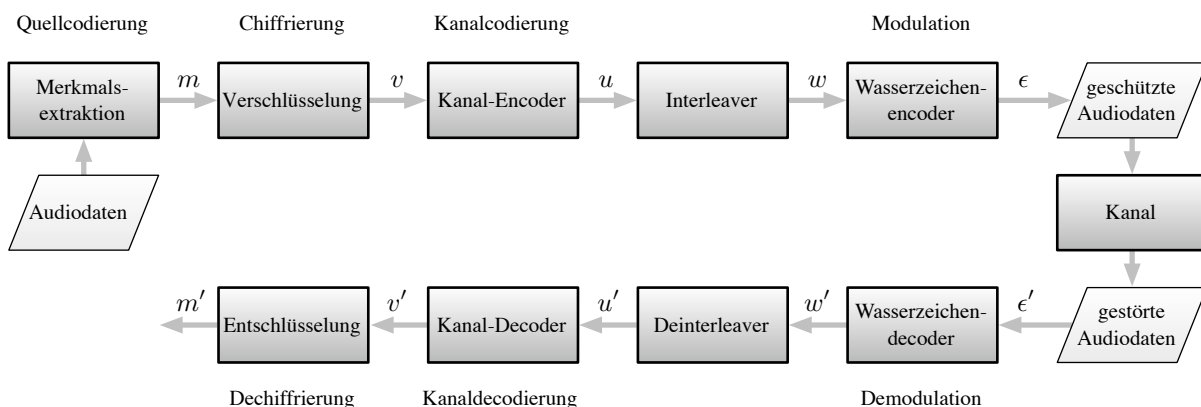 Quellcodierung
Chiffrierung
Kanalcodierung
Modulation
Merkmals-
extraktion
m
Verschlüsselung
v
Kanal-Encoder
u
Interleaver
w
Wasserzeichen-
encoder
ϵ
geschützte
Audiodaten
Audiodaten
Kanal
m′
Entschlüsselung
v′
Kanal-Decoder
u′
Deinterleaver
w′
Wasserzeichen-
decoder
ϵ′
gestörte
Audiodaten
Dechiffrierung
Kanaldecodierung
Demodulation